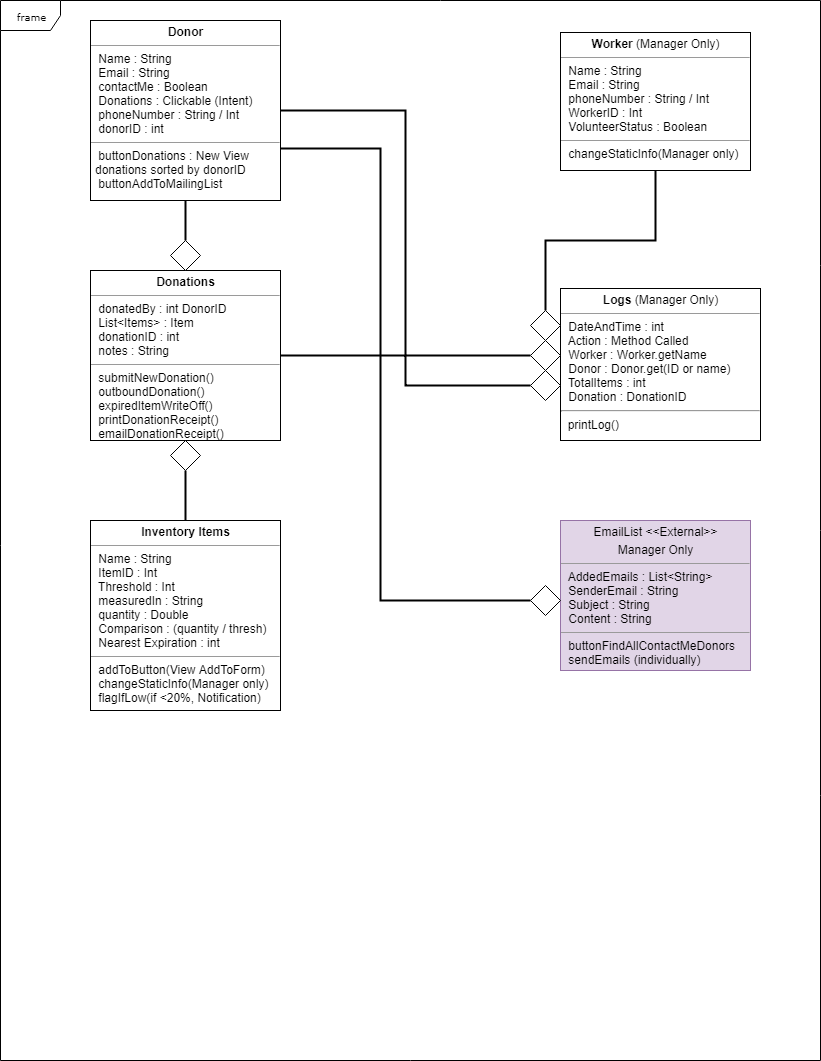 frame
Donor
Name : String
Email : String
contactMe : Boolean
Donations : Clickable (Intent)
phoneNumber : String / Int
donorID : int
buttonDonations : New View
donations sorted by donorID
buttonAddToMailingList
Worker (Manager Only)
Name : String
Email : String
phoneNumber : String / Int
WorkerID : Int
VolunteerStatus : Boolean
changeStaticInfo(Manager only)
Donations
donatedBy : int DonorID
List<Items> : Item
donationID : int
notes : String
submitNewDonation()
outboundDonation()
expiredItemWriteOff()
printDonationReceipt()
emailDonationReceipt()
Logs (Manager Only)
DateAndTime : int
Action : Method Called
Worker : Worker.getName
Donor : Donor.get(ID or name)
TotalItems : int
Donation : DonationID
printLog()
Inventory Items
Name : String
ItemID : Int
Threshold : Int
measuredIn : String
quantity : Double
Comparison : (quantity / thresh)
Nearest Expiration : int
addToButton(View AddToForm)
changeStaticInfo(Manager only)
flagIfLow(if <20%, Notification)
EmailList <<External>>
Manager Only
AddedEmails : List<String>
SenderEmail : String
Subject : String
Content : String
buttonFindAllContactMeDonors
sendEmails (individually)